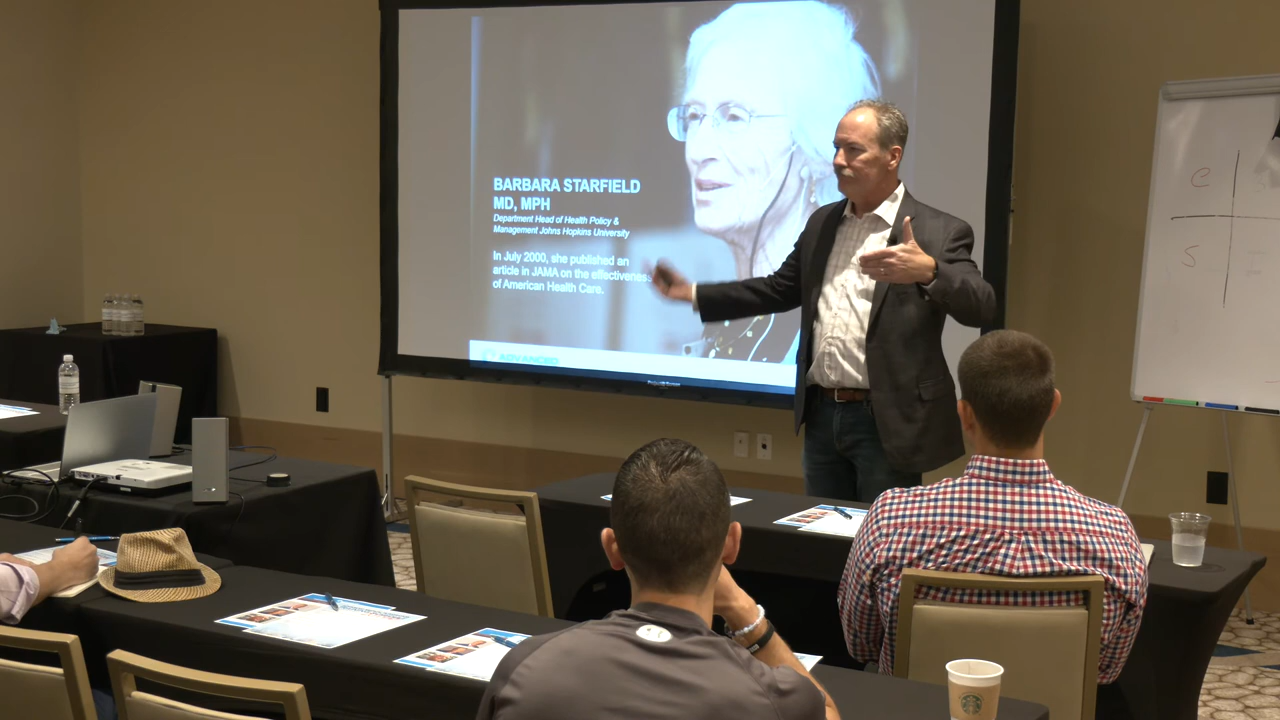 BARBARA STARFIELD
MD, MPH
Department Head of Health Policy &
Management Johns Hopkins University
In July 2000, she published an
article in JAMA on the effectiveness
of American Health Care.
ADVANCED
e
S